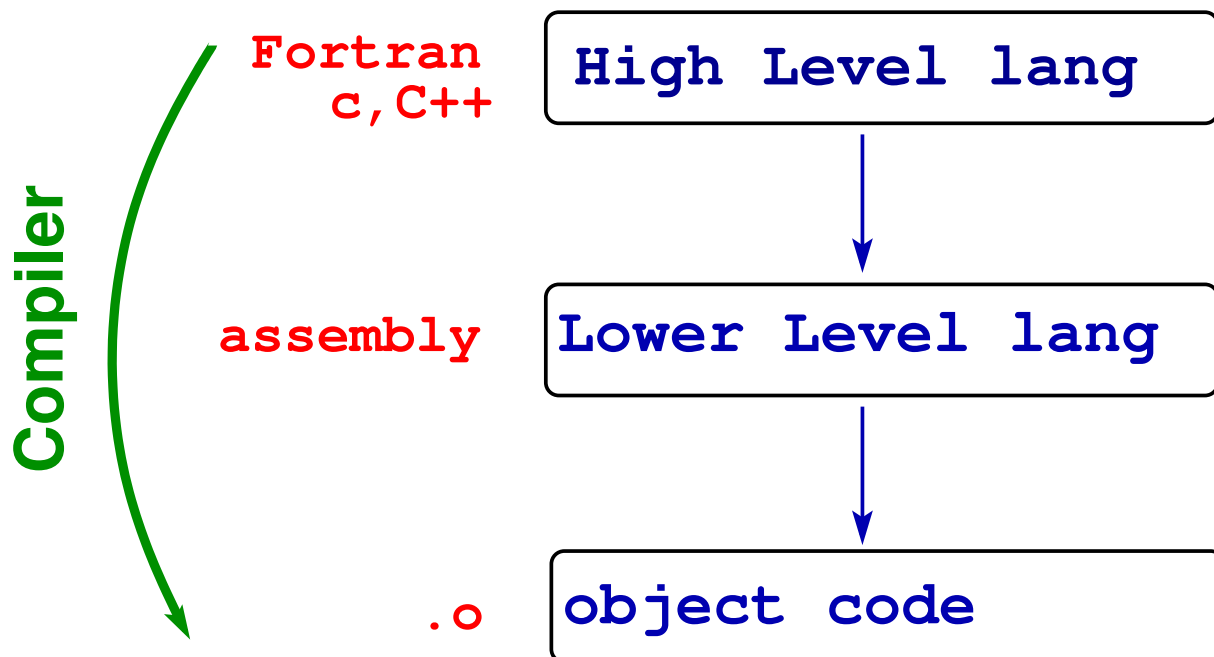 Compiler
Fortran
c,C++
High Level lang
assembly
Lower Level lang
.o
object code